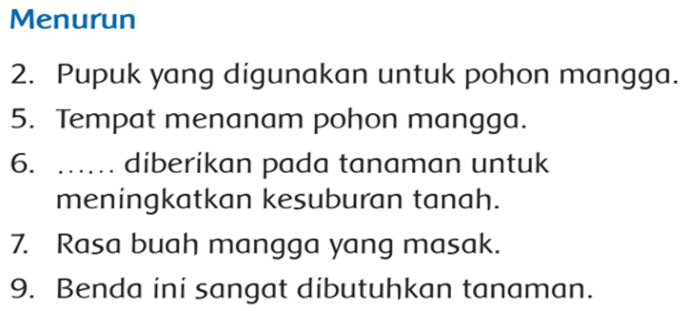 Menurun
2. Pupuk yang digunakan untuk pohon mangga.
5. Tempat menanam pohon mangga.
6. ...... diberikan pada tanaman untuk
meningkatkan kesuburan tanah.
7. Rasa buah mangga yang masak.
9. Benda ini sangat dibutuhkan tanaman.